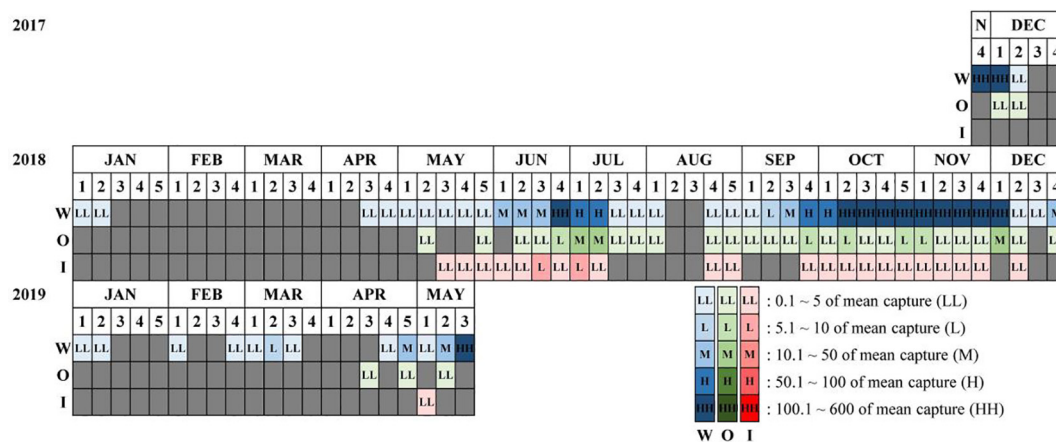 2017
N DEC
4 1 2 3 4
W HH HH LL
O LL LL
I
2018 JAN FEB MAR APR MAY JUN JUL AUG SEP OCT NOV DEC
1 2 3 4 5 1 2 3 4 1 2 3 4 1 2 3 4 1 2 3 4 5 1 2 3 4 1 2 3 4 1 2 3 4 5 1 2 3 4 1 2 3 4 5 1 2 3 4 1 2 3 4
W LL LL LL LL LL LL LL LL LL M M M HH H H LL LL LL LL LL LL L M H H HH HH HH HH HH HH HH HH HH LL LL M
O LL LL LL LL L M M LL LL LL LL LL LL LL LL L LL L LL LL L LL LL LL LL M LL LL
I LL LL LL LL LL L LL L LL LL LL LL LL LL LL LL LL LL LL LL LL LL
2019 JAN FEB MAR APR MAY
1 2 3 4 5 1 2 3 4 1 2 3 4 1 2 3 4 5 1 2 3
W LL LL LL LL LL L LL LL M LL M HH
O LL LL LL
I LL
LL LL LL : 0.1 ~ 5 of mean capture (LL)
L L L : 5.1 ~ 10 of mean capture (L)
M M M : 10.1 ~ 50 of mean capture (M)
H H H : 50.1 ~ 100 of mean capture (H)
HH HH HH : 100.1 ~ 600 of mean capture (HH)
W O I